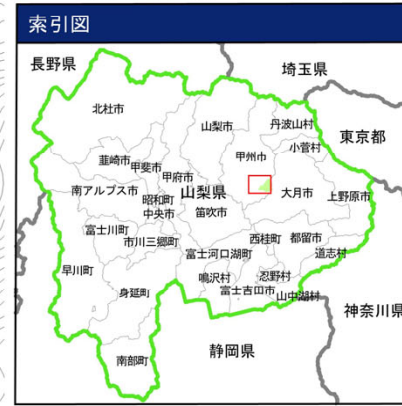 索引図
長野県
埼玉県
北杜市
山梨市
丹波山村
東京都
甲州市
小菅村
韮崎市
甲斐市
甲府市
南アルプス市
山梨県
大月市
上野原市
昭和町
中央市
笛吹市
富士川町
市川三郷町
西桂町
都留市
道志村
富士河口湖町
早川町
鳴沢村
忍野村
身延町
富士吉田市
山中湖村
神奈川県
静岡県
南部町